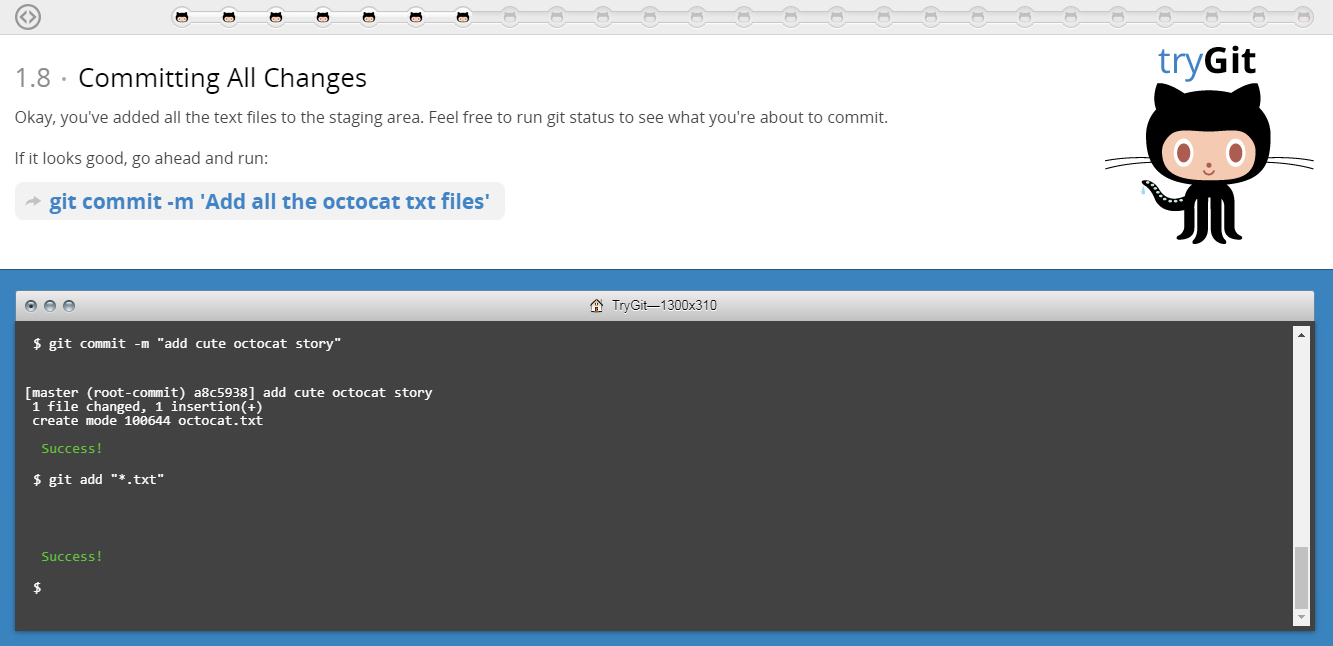 tryGit
1.8 · Committing All Changes
Okay, you've added all the text files to the staging area. Feel free to run git status to see what you're about to commit.
If it looks good, go ahead and run:
git commit -m 'Add all the octocat txt files'
TryGit—1300x310
$ git commit -m "add cute octocat story"
[master (root-commit) a8c5938] add cute octocat story
1 file changed, 1 insertion(+)
create mode 100644 octocat.txt
Success!
$ git add "*.txt"
Success!
$